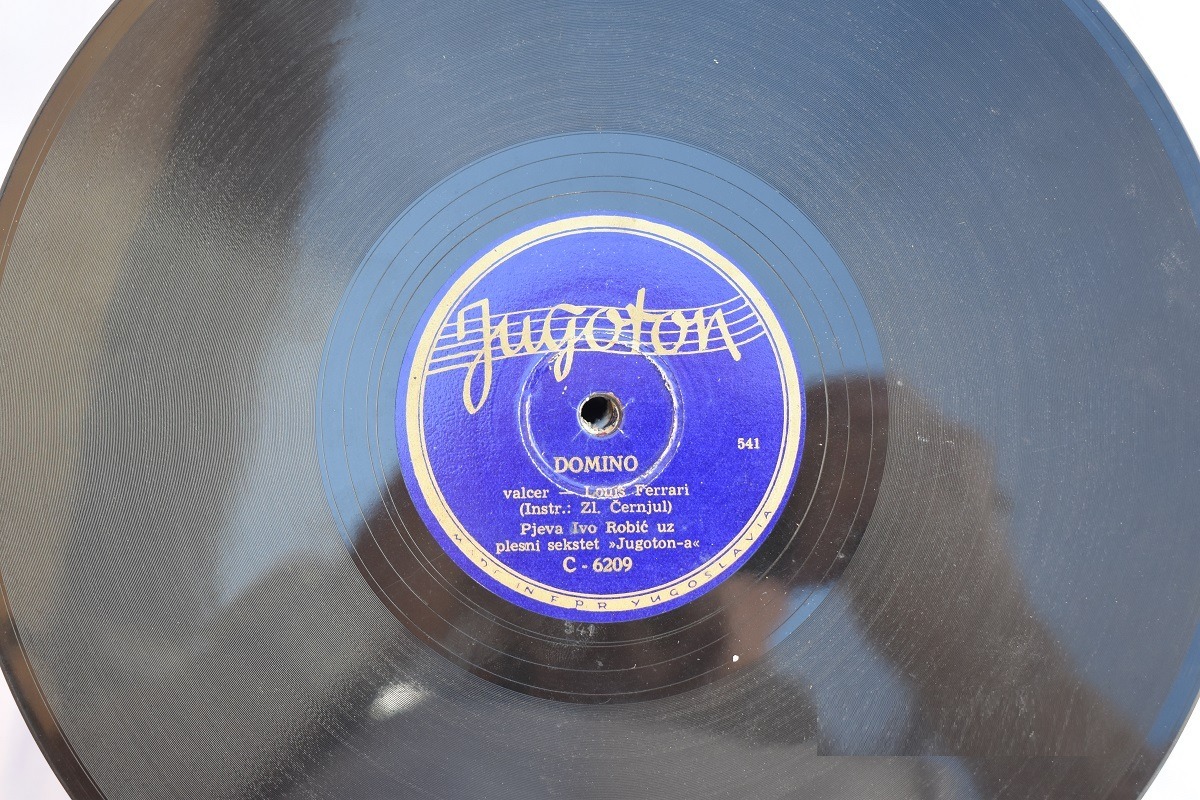 Jugoton
541
DOMINO
valcer — Louis Ferrari
(Instr.: Zl. Černjul)
Pjeva Ivo Robić uz
plesni sekstet »Jugoton-a«
C - 6209
MADE IN FPR YUGOSLAVIA
541